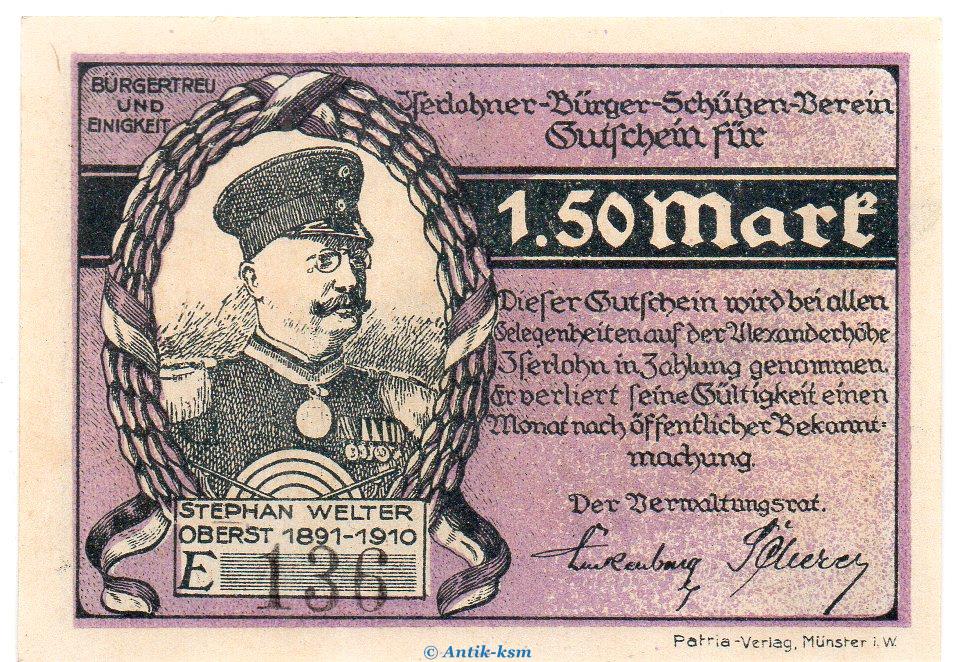 BÜRGERTREU
UND
EINIGKEIT
Iserlohner-Bürger-Schützen-Verein
Gutschein für
1.50 Mark
Dieser Gutschein wird bei allen
Gelegenheiten auf der Alexanderhöhe
Iserlohn in Zahlung genommen.
Er verliert seine Gültigkeit einen
Monat nach öffentlicher Bekannt-
machung.
Der Verwaltungsrat.
STEPHAN WELTER
OBERST 1891-1910
E 136
Patria-Verlag, Münster i. W.
© Antik-ksm